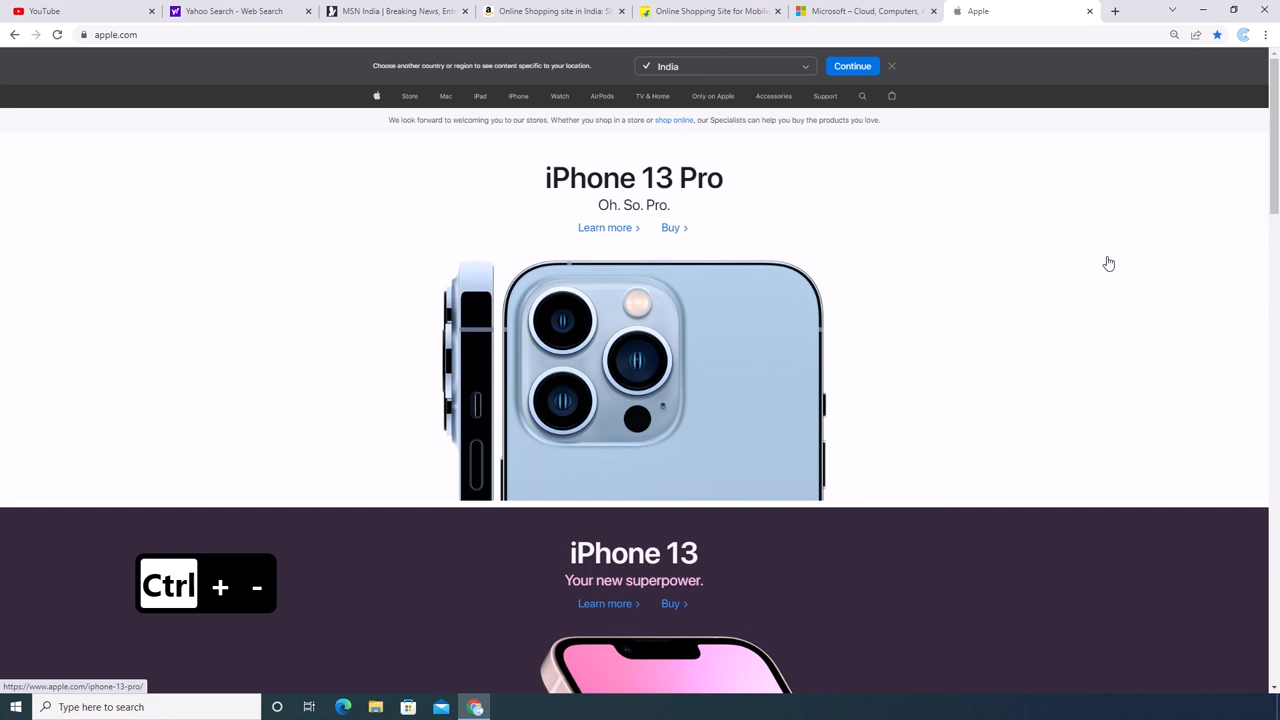 YouTube
Yahoo Search - Web Search
MSN India | Breaking News, Ente
Online Shopping site in India: Sh
Online Shopping Site for Mobile
Microsoft – Cloud, Computers, A
Apple
apple.com
Choose another country or region to see content specific to your location.
India
Continue
Store Mac iPad iPhone Watch AirPods TV & Home Only on Apple Accessories Support
We look forward to welcoming you to our stores. Whether you shop in a store or shop online, our Specialists can help you buy the products you love.
iPhone 13 Pro
Oh. So. Pro.
Learn more > Buy >
iPhone 13
Your new superpower.
Learn more > Buy >
Ctrl + -
https://www.apple.com/iphone-13-pro/
Type here to search